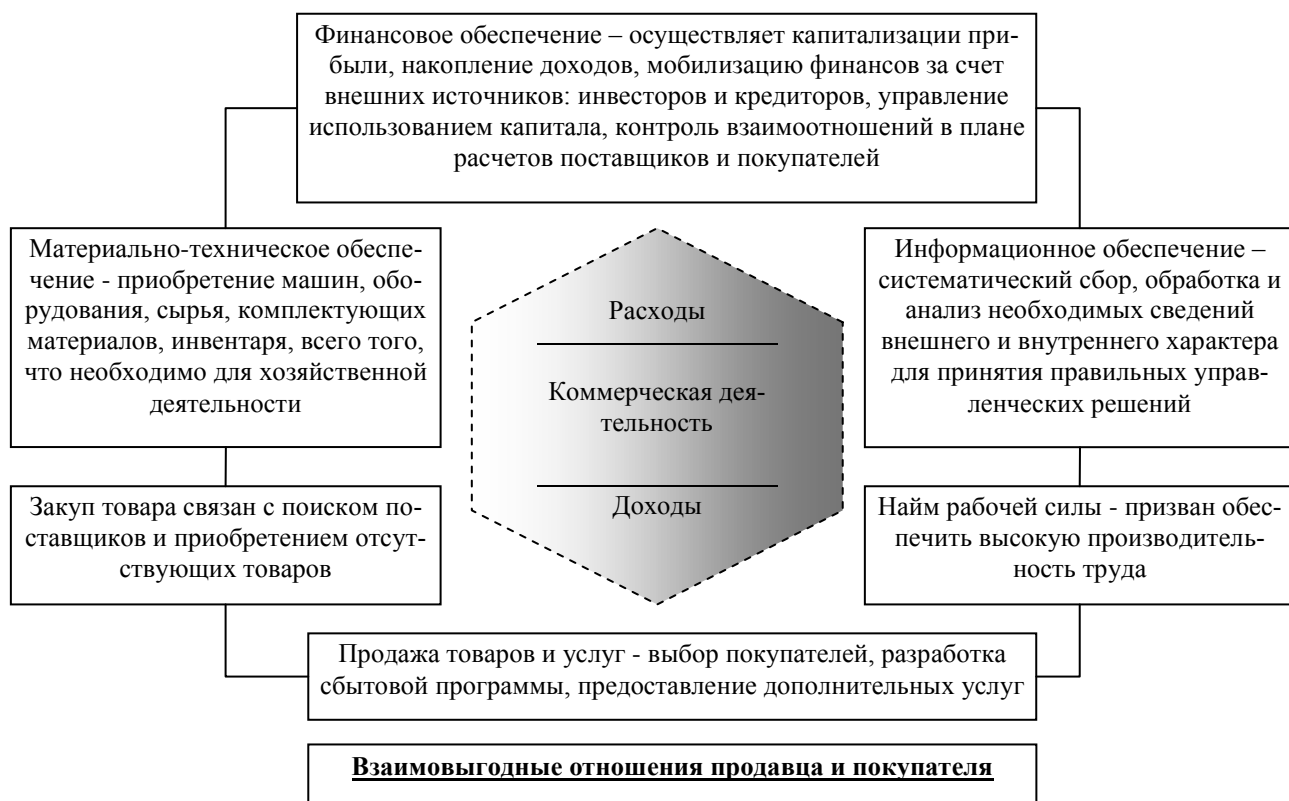 Финансовое обеспечение – осуществляет капитализации при-
были, накопление доходов, мобилизацию финансов за счет
внешних источников: инвесторов и кредиторов, управление
использованием капитала, контроль взаимоотношений в плане
расчетов поставщиков и покупателей
Материально-техническое обеспе-
чение - приобретение машин, обо-
рудования, сырья, комплектующих
материалов, инвентаря, всего того,
что необходимо для хозяйственной
деятельности
Расходы
Коммерческая дея-
тельность
Доходы
Информационное обеспечение –
систематический сбор, обработка и
анализ необходимых сведений
внешнего и внутреннего характера
для принятия правильных управ-
ленческих решений
Закуп товара связан с поиском по-
ставщиков и приобретением отсут-
ствующих товаров
Найм рабочей силы - призван обес-
печить высокую производитель-
ность труда
Продажа товаров и услуг - выбор покупателей, разработка
сбытовой программы, предоставление дополнительных услуг
Взаимовыгодные отношения продавца и покупателя